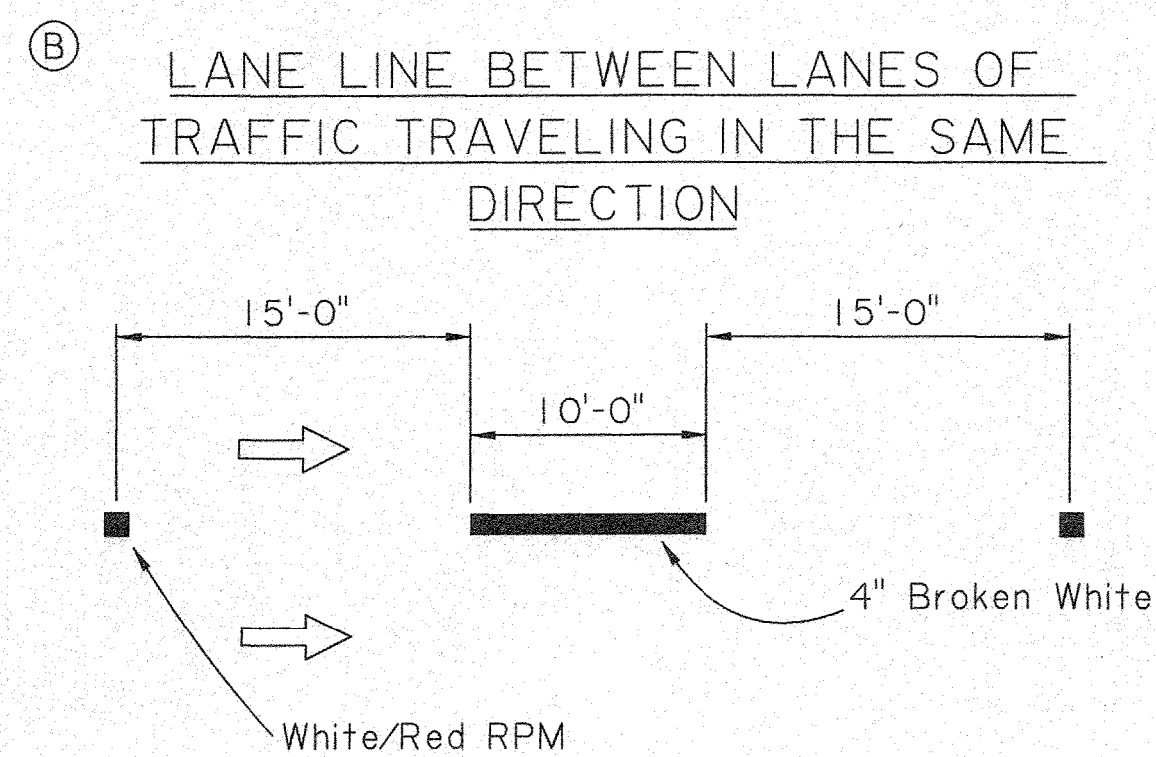 B
LANE LINE BETWEEN LANES OF
TRAFFIC TRAVELING IN THE SAME
DIRECTION
15'-0"
15'-0"
10'-0"
4" Broken White
White/Red RPM